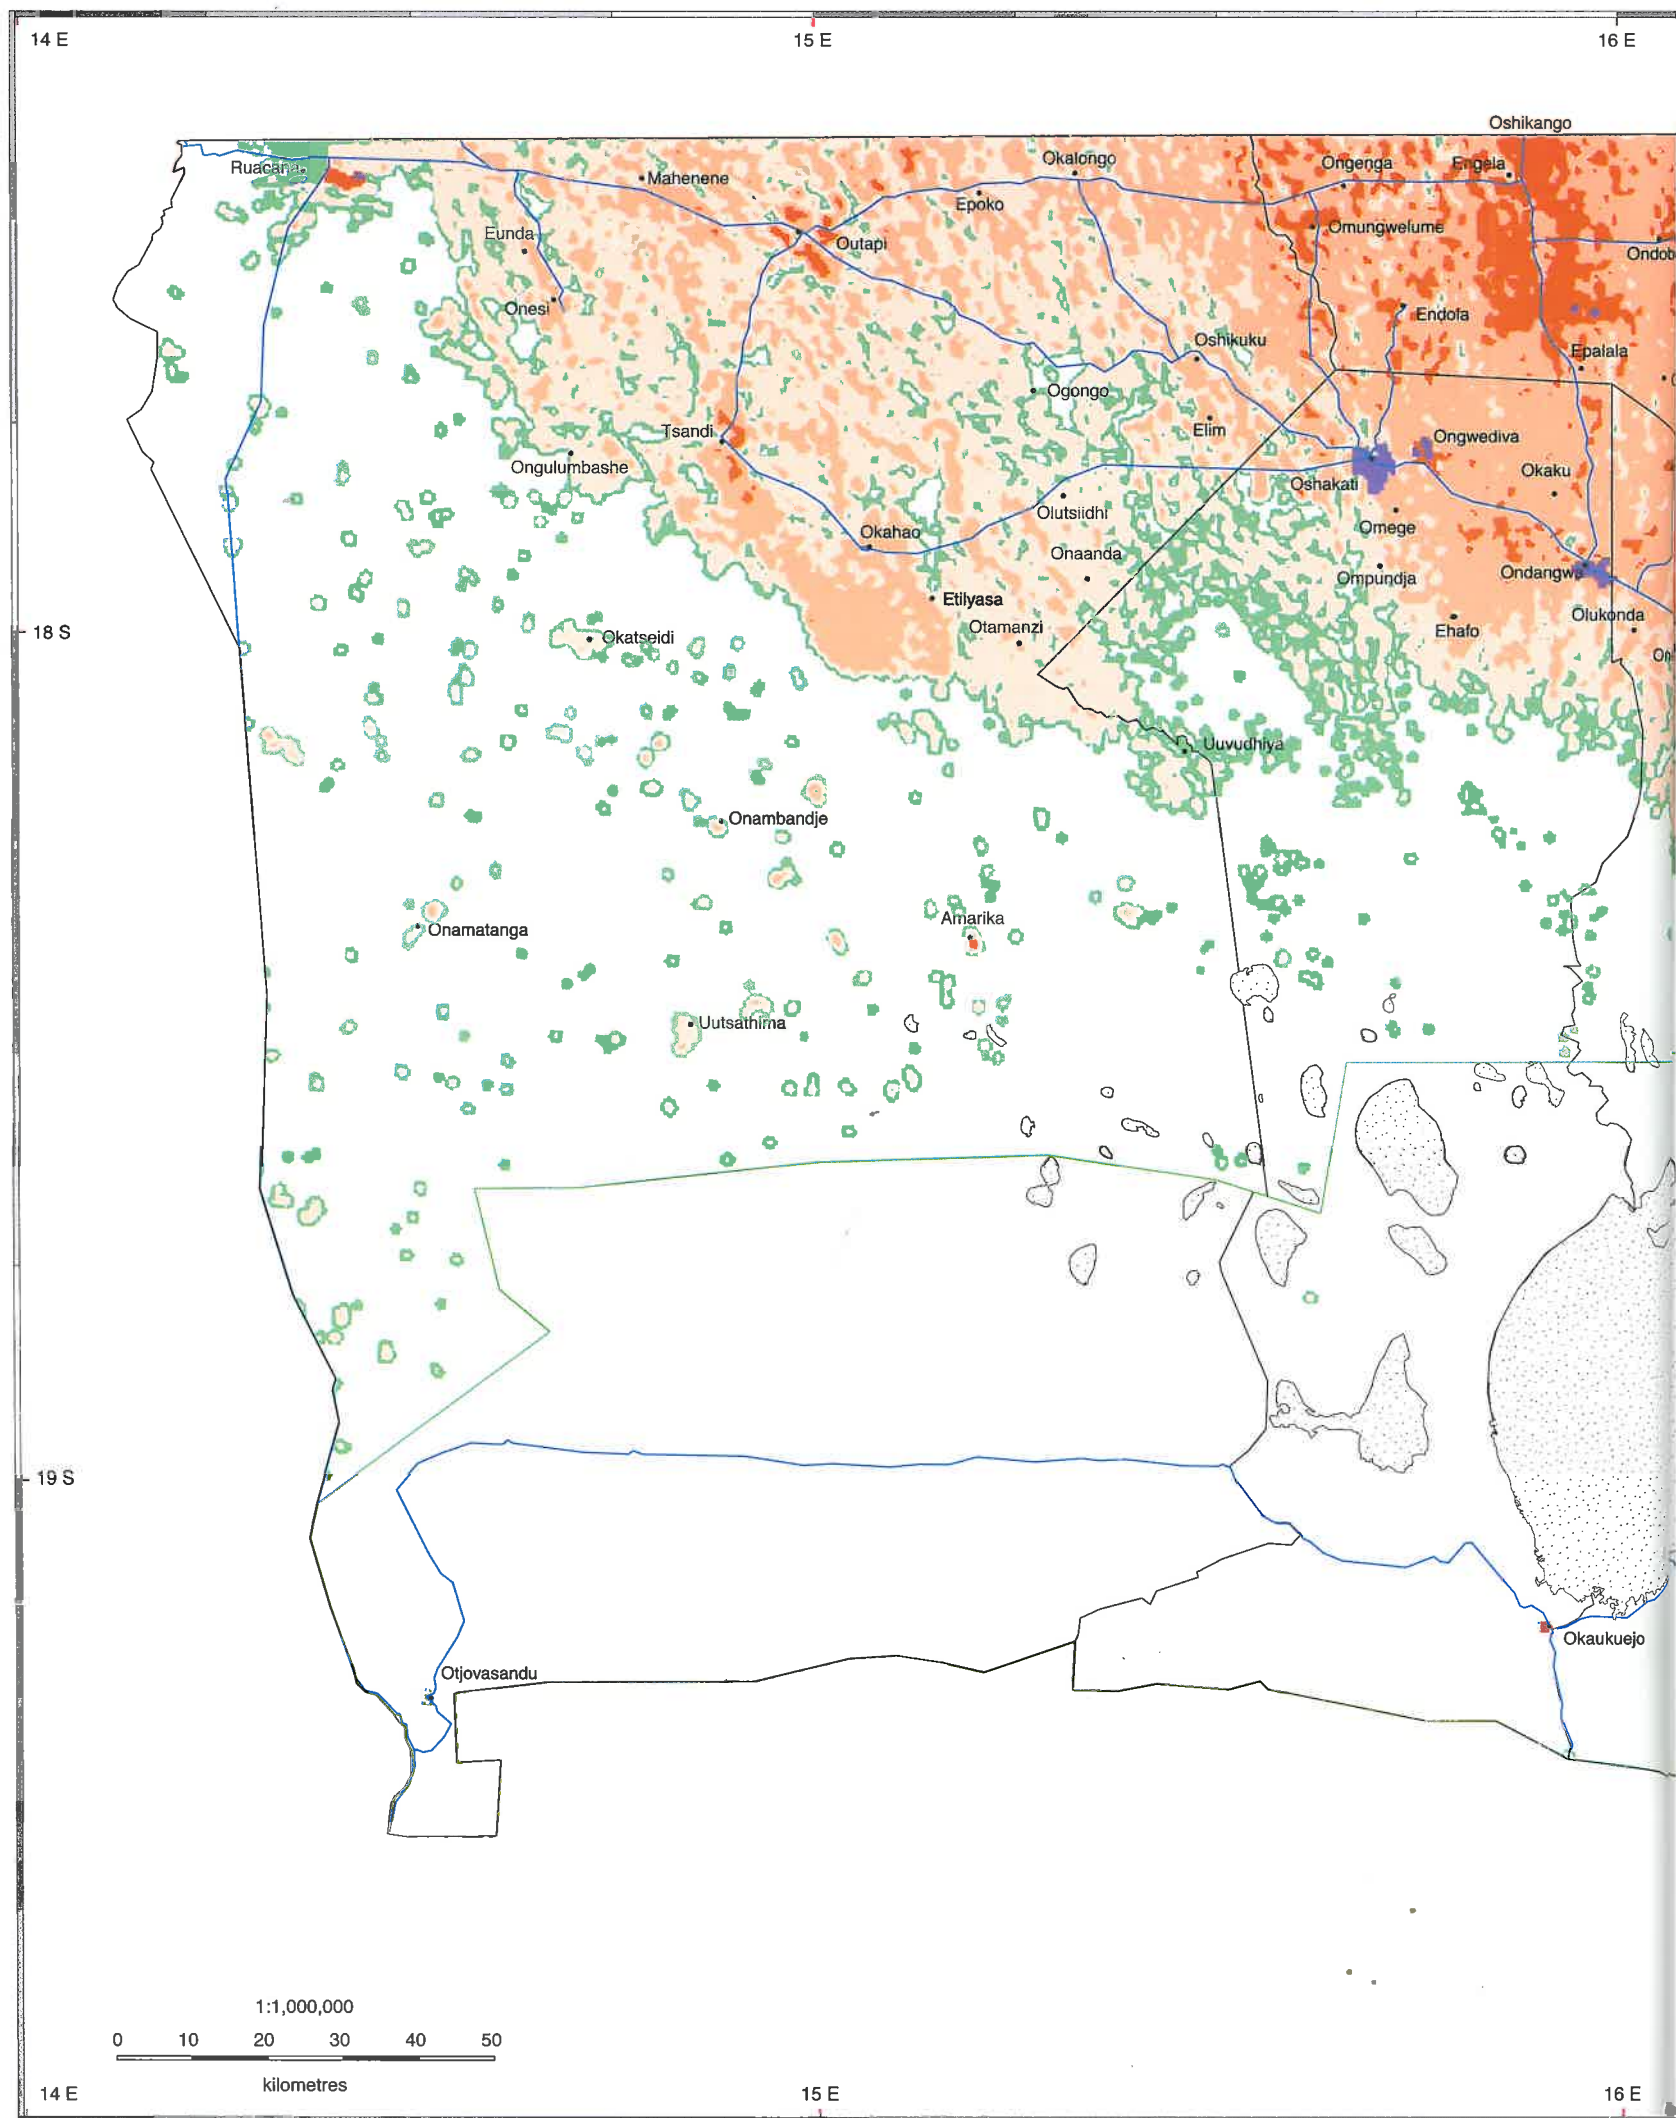 14 E
15 E
16 E
Oshikango
Ruacana
Mahenene
Okalongo
Ongenga
Engela
Epoko
Eunda
Outapi
Omungwelume
Ondob
Onesi
Endola
Oshikuku
Epalala
Ogongo
Tsandi
Elim
Ongwediva
Ongulumbashe
Okaku
Oshakati
Olutsiidhi
Omege
Okahao
Onaanda
Ompundja
Ondangwa
Etilyasa
Olukonda
18 S
Okatseidi
Otamanzi
Ehafo
On
Uuvudhiya
Onambandje
Amarika
Onamatanga
Uutsathima
19 S
Okaukuejo
Otjovasandu
1:1,000,000
0 10 20 30 40 50
kilometres
14 E
15 E
16 E